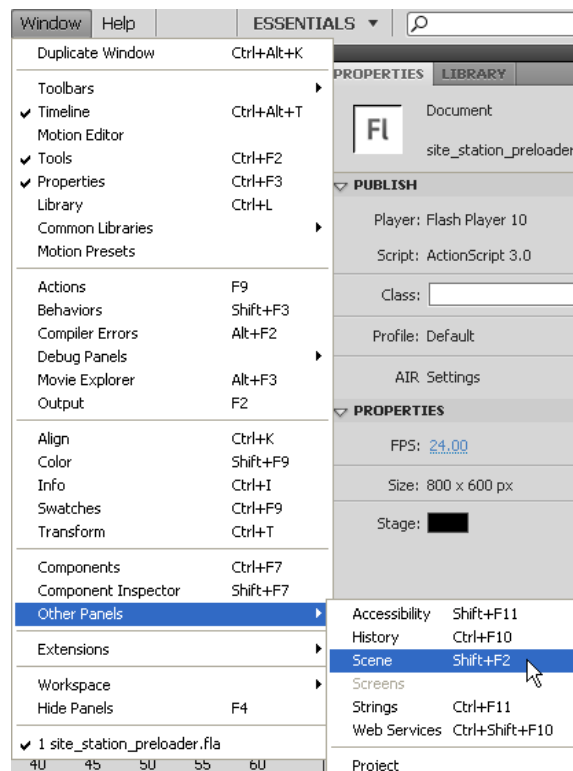 Window Help ESSENTIALS
Duplicate Window Ctrl+Alt+K
PROPERTIES LIBRARY
Toolbars
Timeline Ctrl+Alt+T
Motion Editor
Tools Ctrl+F2
Properties Ctrl+F3
Library Ctrl+L
Common Libraries
Motion Presets
Actions F9
Behaviors Shift+F3
Compiler Errors Alt+F2
Debug Panels
Movie Explorer Alt+F3
Output F2
Align Ctrl+K
Color Shift+F9
Info Ctrl+I
Swatches Ctrl+F9
Transform Ctrl+T
Components Ctrl+F7
Component Inspector Shift+F7
Other Panels
Extensions
Workspace
Hide Panels F4
1 site_station_preloader.fla
40 45 50 55 60
Fl
Document
site_station_preloader
PUBLISH
Player: Flash Player 10
Script: ActionScript 3.0
Class:
Profile: Default
AIR Settings
PROPERTIES
FPS: 24.00
Size: 800 x 600 px
Stage:
Accessibility Shift+F11
History Ctrl+F10
Scene Shift+F2
Screens
Strings Ctrl+F11
Web Services Ctrl+Shift+F10
Project